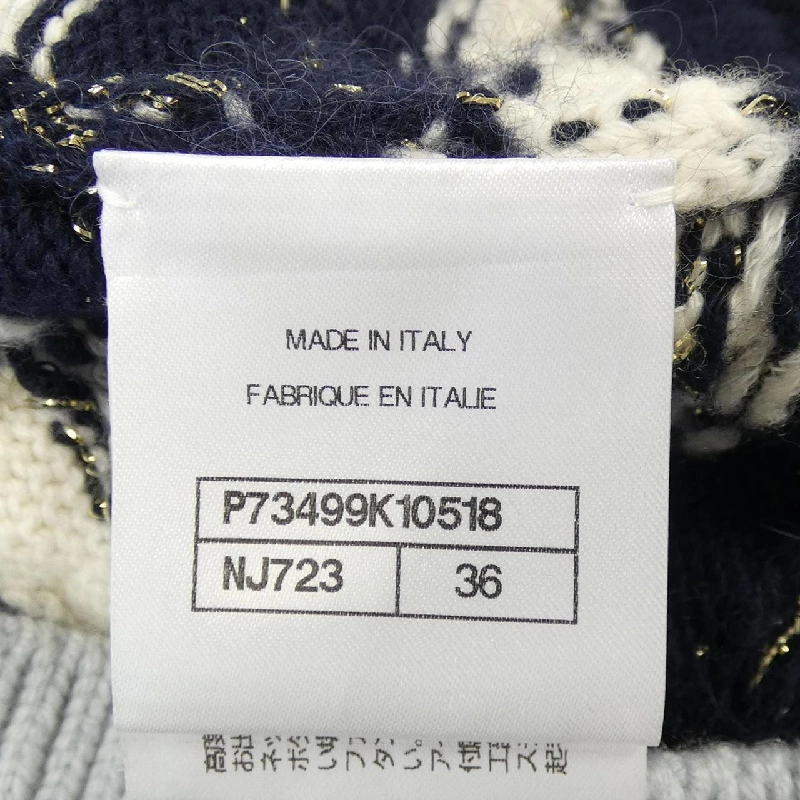 MADE IN ITALY
FABRIQUE EN ITALIE
P73499K10518
NJ723 36